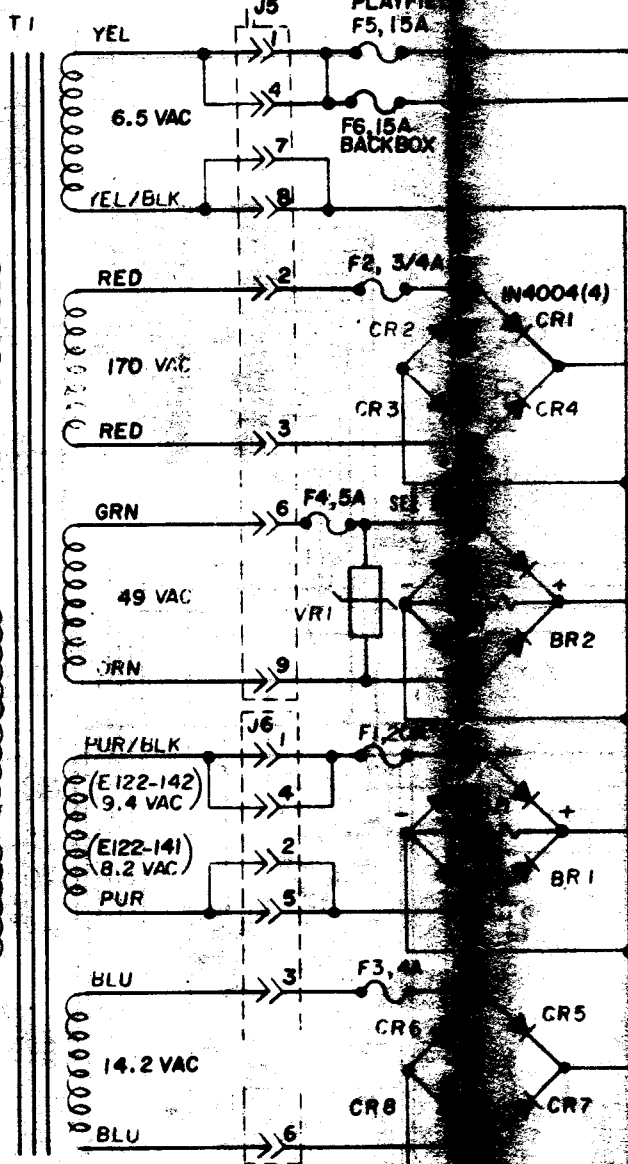 J5
T1
YEL
1
F5, 15A
4
6.5 VAC
F6, 15A
BACKBOX
7
YEL/BLK
8
RED
2
F2, 3/4A
IN4004(4)
CR2
CR1
170 VAC
CR3
CR4
RED
3
GRN
6
F4, 5A
49 VAC
VR1
-
+
BR2
9
J6
PUR/BLK
1
(E122-142)
9.4 VAC
4
-
+
(E122-141)
8.2 VAC
2
BR1
PUR
5
BLU
3
F3, 4A
CR6
CR5
14.2 VAC
CR8
CR7
BLU
6